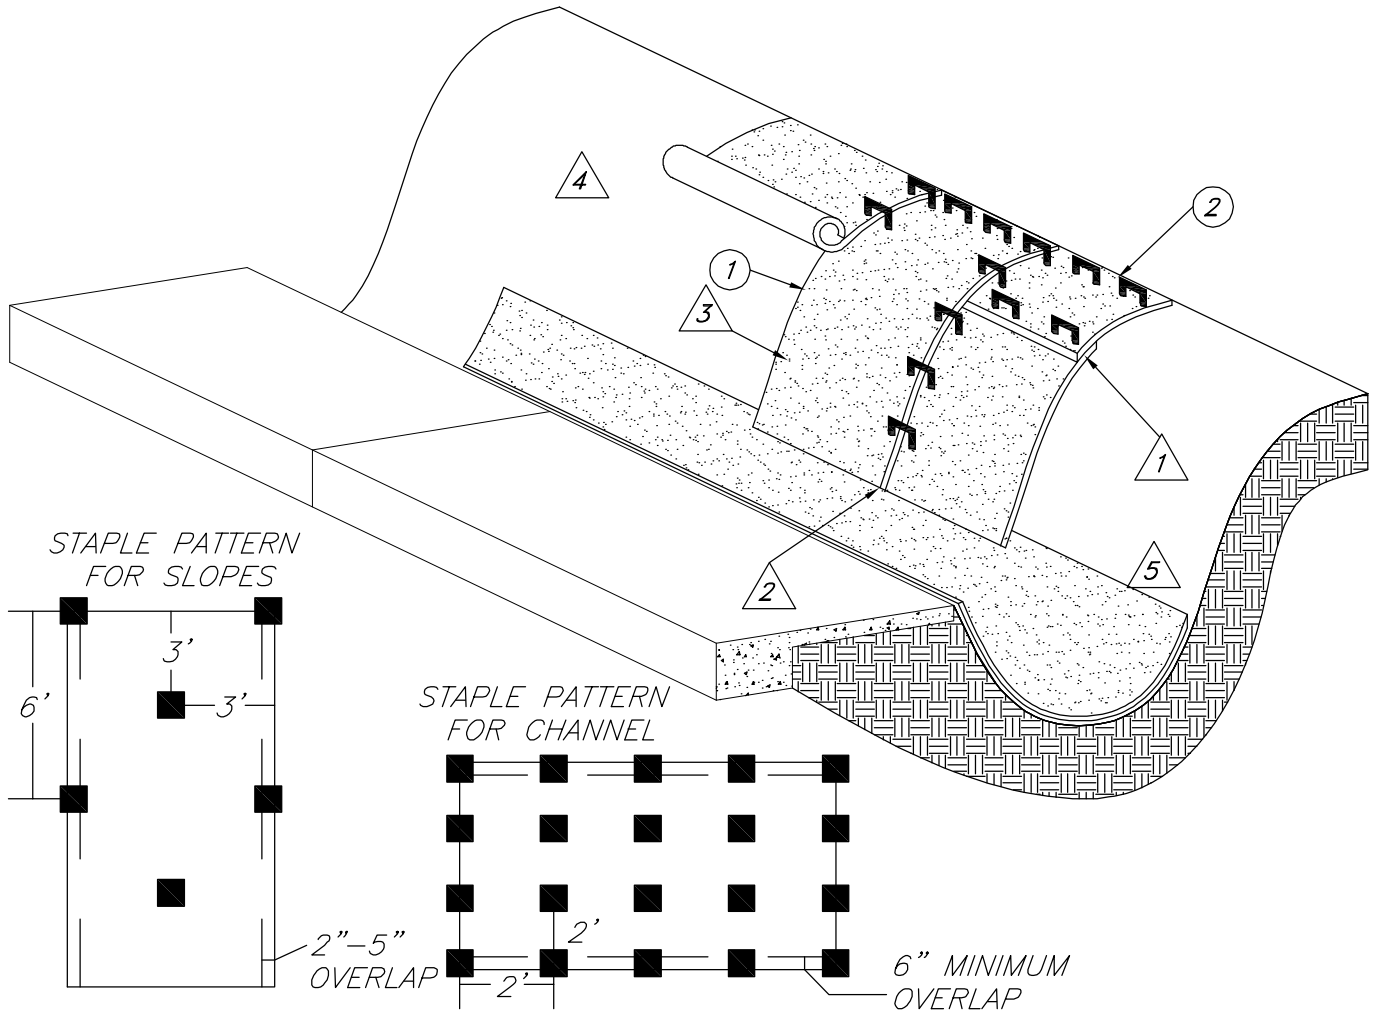 4
2
1
3
1
5
2
STAPLE PATTERN
FOR SLOPES
3'
6'
3'
2"-5"
OVERLAP
STAPLE PATTERN
FOR CHANNEL
2'
2'
6" MINIMUM
OVERLAP